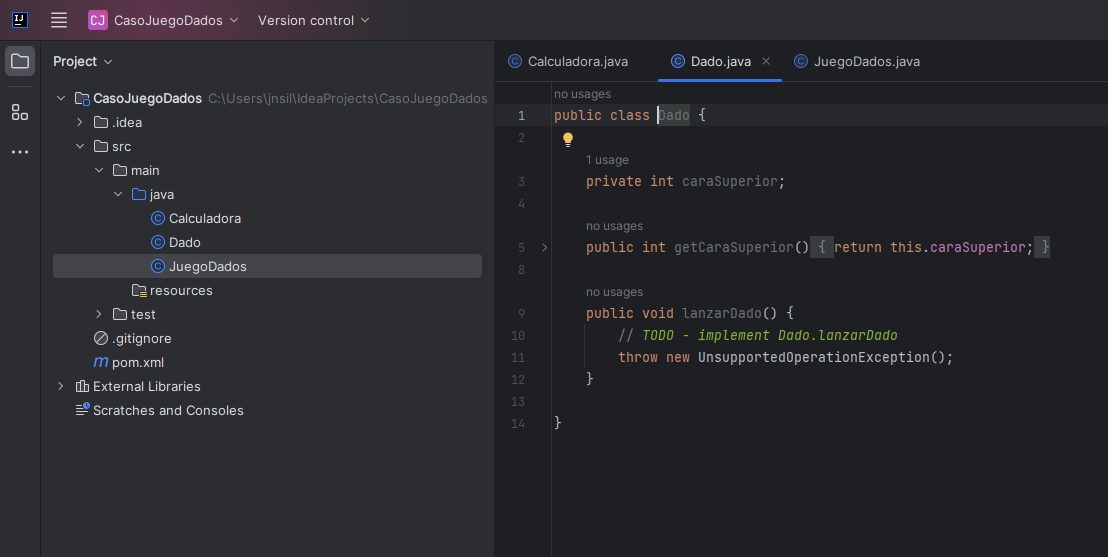 IJ CJ CasoJuegoDados Version control
Project
CasoJuegoDados C:\Users\jnsil\IdeaProjects\CasoJuegoDados
.idea
src
main
java
C Calculadora
C Dado
C JuegoDados
resources
test
.gitignore
m pom.xml
External Libraries
Scratches and Consoles
C Calculadora.java C Dado.java C JuegoDados.java
no usages
1 public class Dado {
2
1 usage
3 private int caraSuperior;
4
no usages
5 public int getCaraSuperior() { return this.caraSuperior; }
8
no usages
9 public void lanzarDado() {
10 // TODO - implement Dado.lanzarDado
11 throw new UnsupportedOperationException();
12 }
13
14 }